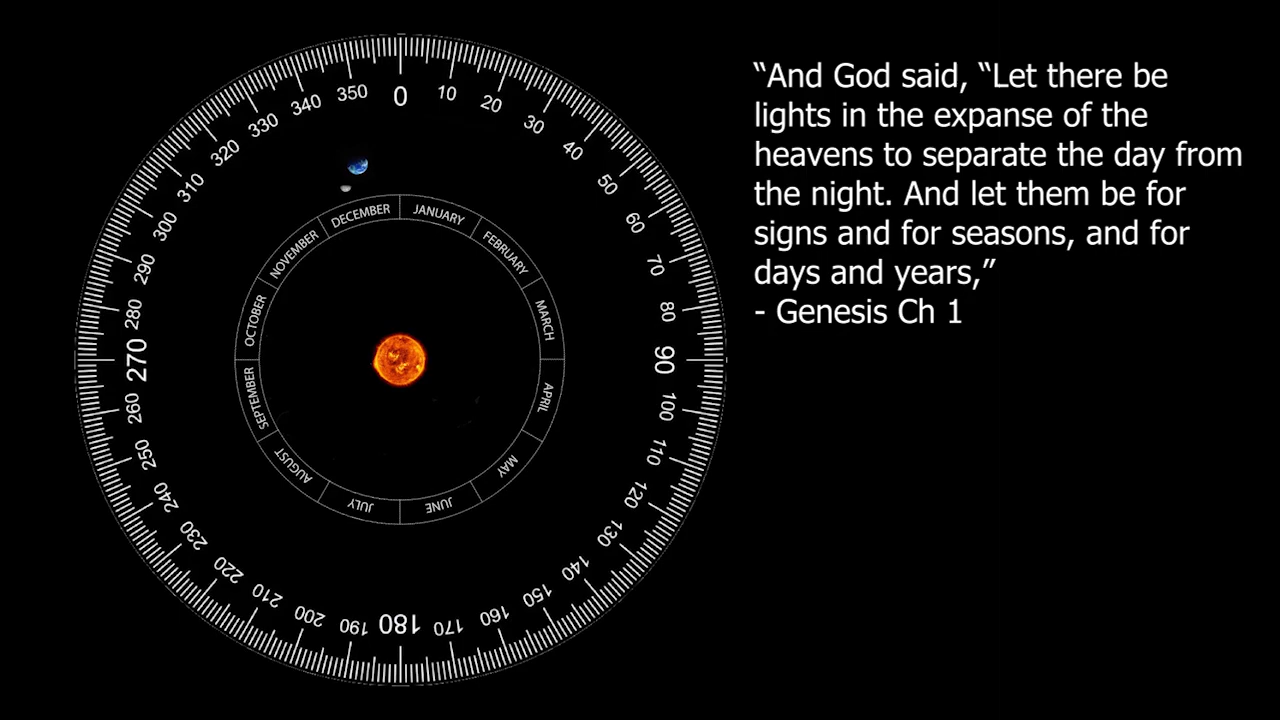 “And God said, “Let there be
lights in the expanse of the
heavens to separate the day from
the night. And let them be for
signs and for seasons, and for
days and years,”
- Genesis Ch 1
0
10
20
30
40
50
60
70
80
90
100
110
120
130
140
150
160
170
180
190
200
210
220
230
240
250
260
270
280
290
300
310
320
330
340
350
JANUARY
FEBRUARY
MARCH
APRIL
MAY
JUNE
JULY
AUGUST
SEPTEMBER
OCTOBER
NOVEMBER
DECEMBER